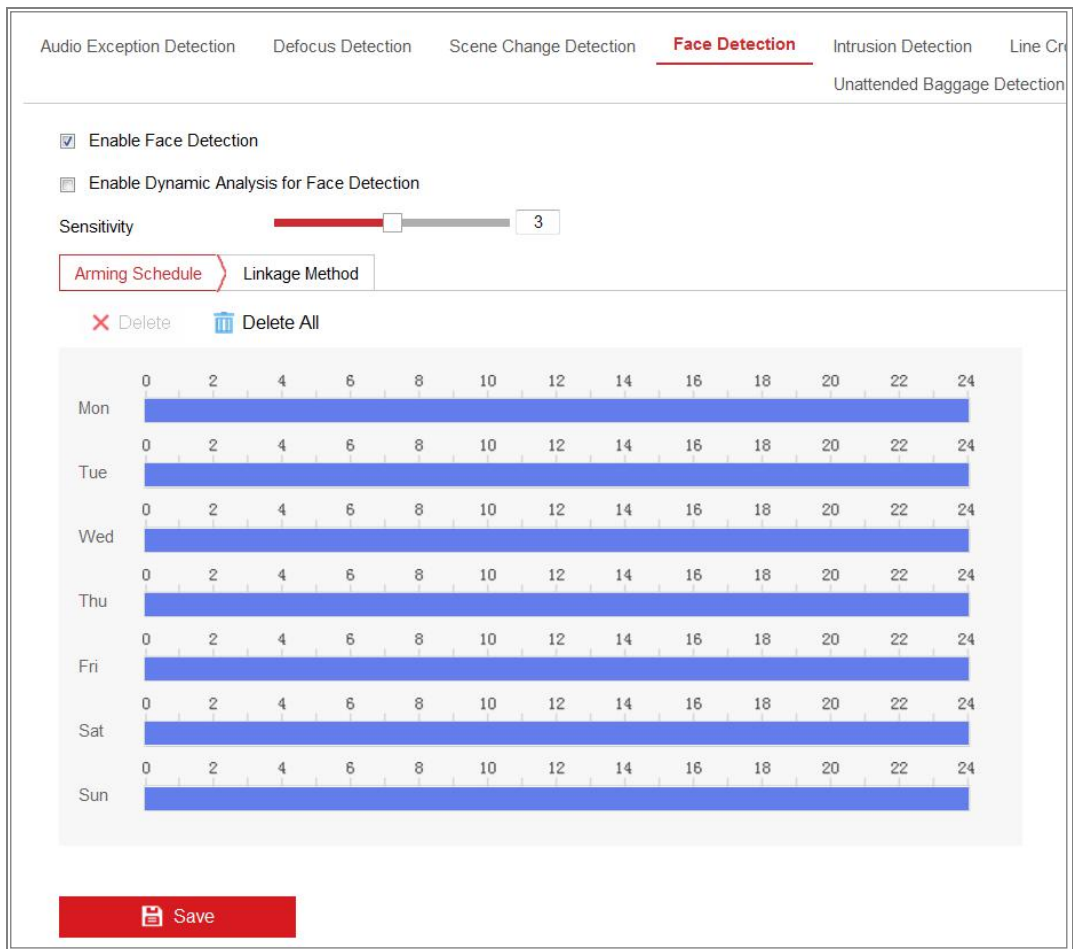 Audio Exception Detection Defocus Detection Scene Change Detection Face Detection Intrusion Detection Line Cro
Unattended Baggage Detection
Enable Face Detection
Enable Dynamic Analysis for Face Detection
Sensitivity 3
Arming Schedule Linkage Method
Delete Delete All
0 2 4 6 8 10 12 14 16 18 20 22 24
Mon
0 2 4 6 8 10 12 14 16 18 20 22 24
Tue
0 2 4 6 8 10 12 14 16 18 20 22 24
Wed
0 2 4 6 8 10 12 14 16 18 20 22 24
Thu
0 2 4 6 8 10 12 14 16 18 20 22 24
Fri
0 2 4 6 8 10 12 14 16 18 20 22 24
Sat
0 2 4 6 8 10 12 14 16 18 20 22 24
Sun
Save